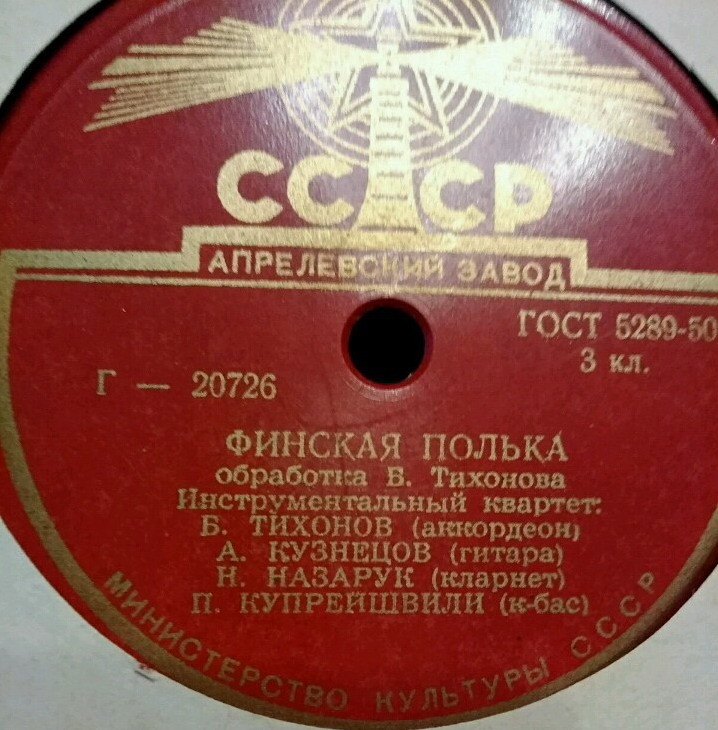 СССР
АПРЕЛЕВСКИЙ ЗАВОД
ГОСТ 5289-50
3 кл.
Г — 20726
ФИНСКАЯ ПОЛЬКА
обработка Б. Тихонова
Инструментальный квартет:
Б. ТИХОНОВ (аккордеон)
А. КУЗНЕЦОВ (гитара)
Н. НАЗАРУК (кларнет)
П. КУПРЕЙШВИЛИ (к-бас)
МИНИСТЕРСТВО КУЛЬТУРЫ СССР